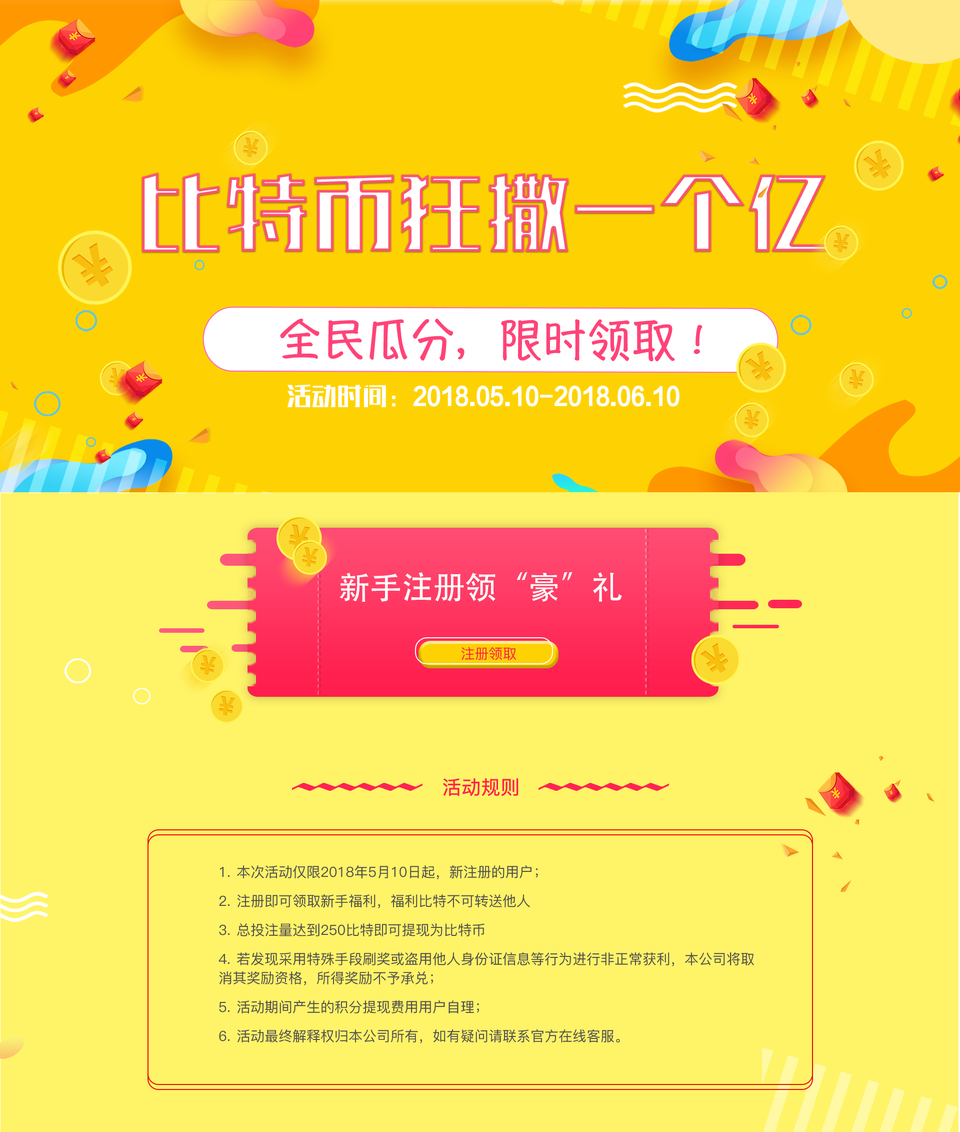 比特币狂撒一个亿
全民瓜分，限时领取！
活动时间：2018.05.10-2018.06.10
新手注册领“豪”礼
注册领取
活动规则
1. 本次活动仅限2018年5月10日起，新注册的用户；
2. 注册即可领取新手福利，福利比特不可转送他人
3. 总投注量达到250比特即可提现为比特币
4. 若发现采用特殊手段刷奖或盗用他人身份证信息等行为进行非正常获利，本公司将取
消其奖励资格，所得奖励不予承兑；
5. 活动期间产生的积分提现费用用户自理；
6. 活动最终解释权归本公司所有，如有疑问请联系官方在线客服。